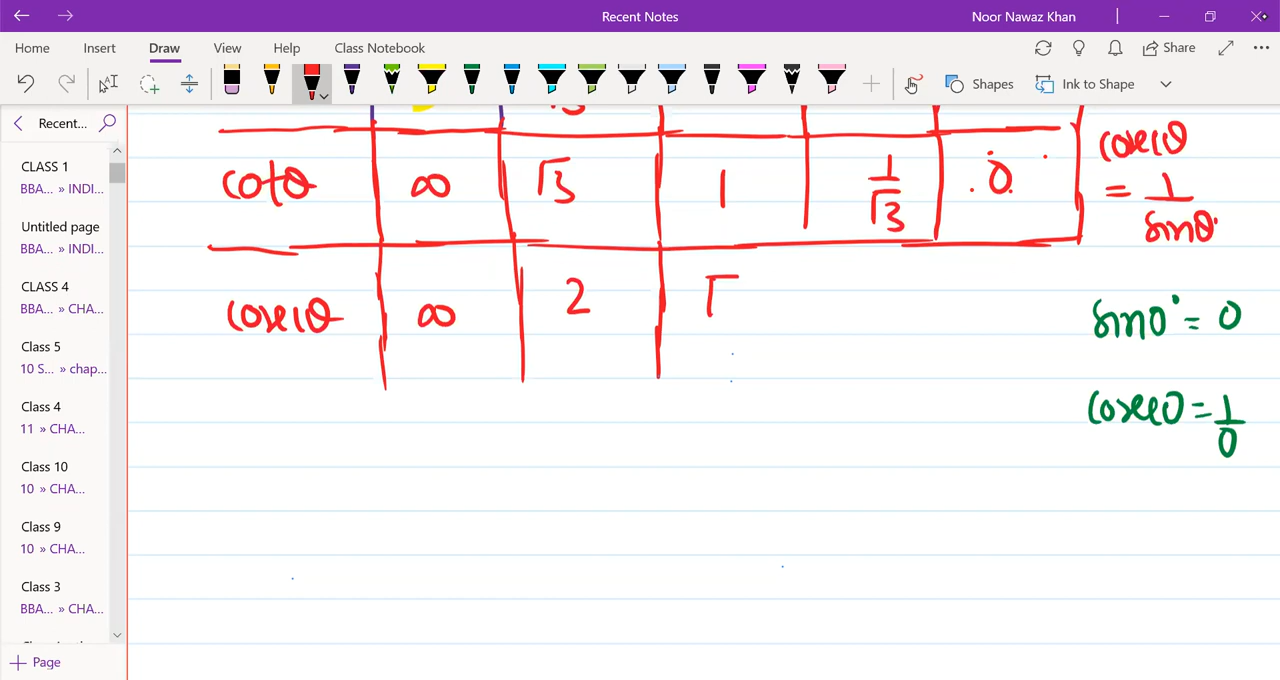 Recent Notes
Noor Nawaz Khan
Home Insert Draw View Help Class Notebook
Share
Shapes
Ink to Shape
Recent...
CLASS 1
BBA... » INDI...
Untitled page
BBA... » INDI...
CLASS 4
BBA... » CHA...
Class 5
10 S... » chap...
Class 4
11 » CHA...
Class 10
10 » CHA...
Class 9
10 » CHA...
Class 3
BBA... » CHA...
+ Page
cotθ ∞ √3 1 1/√3 0
cosecθ ∞ 2 √
cosecθ
= 1/sinθ
sin0° = 0
cosec0 = 1/0